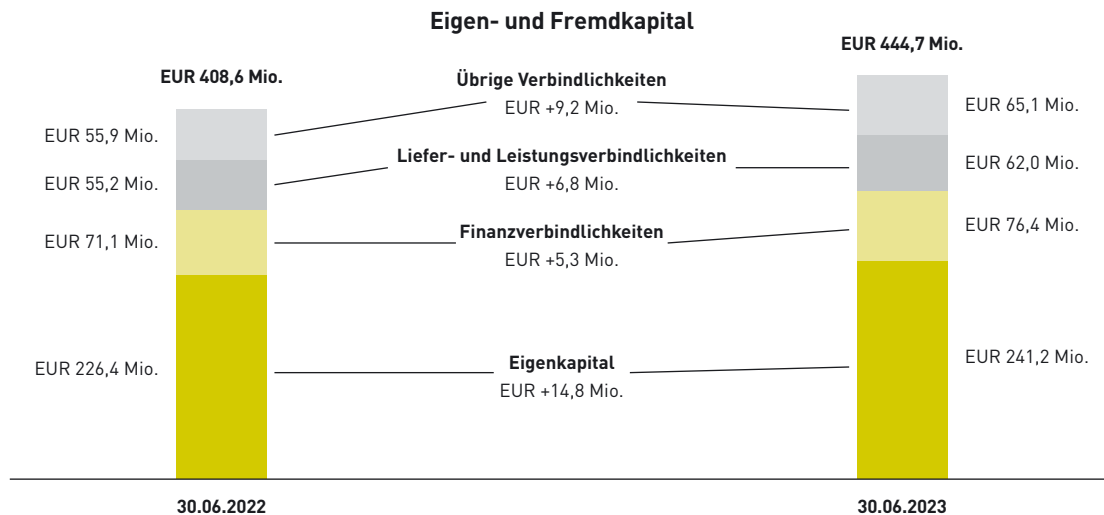 Eigen- und Fremdkapital
EUR 408,6 Mio.
EUR 444,7 Mio.
Übrige Verbindlichkeiten
EUR +9,2 Mio.
EUR 55,9 Mio.
EUR 65,1 Mio.
Liefer- und Leistungsverbindlichkeiten
EUR +6,8 Mio.
EUR 55,2 Mio.
EUR 62,0 Mio.
Finanzverbindlichkeiten
EUR +5,3 Mio.
EUR 71,1 Mio.
EUR 76,4 Mio.
Eigenkapital
EUR +14,8 Mio.
EUR 226,4 Mio.
EUR 241,2 Mio.
30.06.2022
30.06.2023